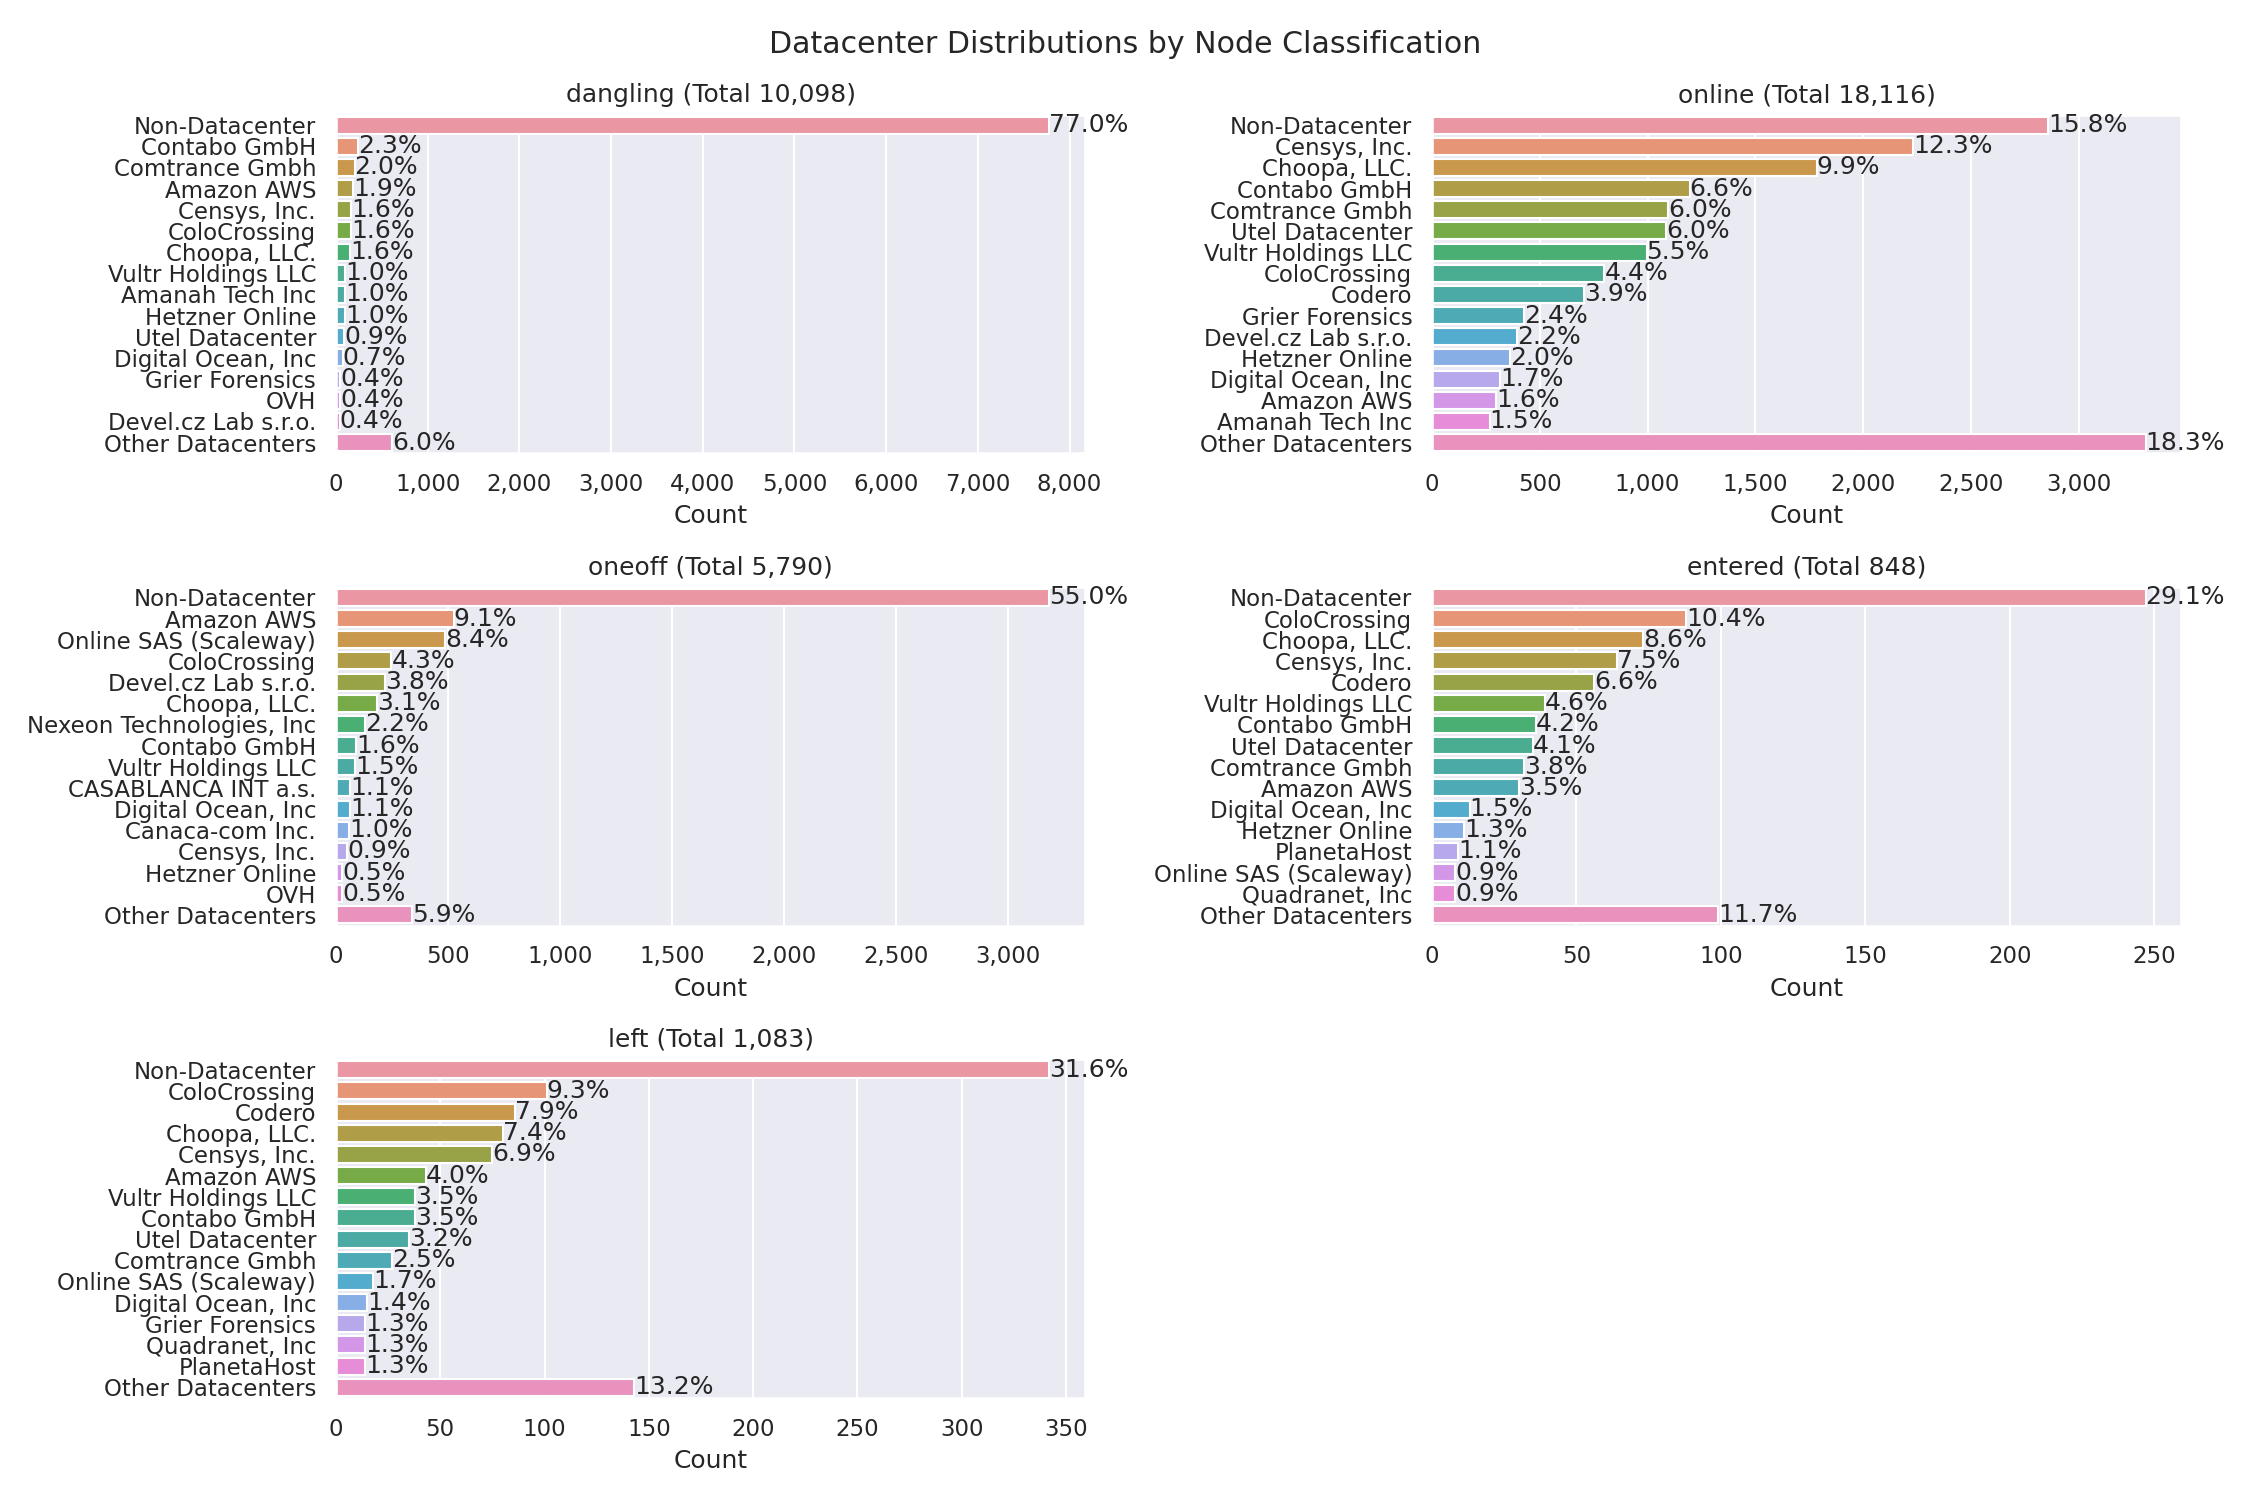 Datacenter Distributions by Node Classification
dangling (Total 10,098)
Non-Datacenter 77.0%
Contabo GmbH 2.3%
Comtrance Gmbh 2.0%
Amazon AWS 1.9%
Censys, Inc. 1.6%
ColoCrossing 1.6%
Choopa, LLC. 1.6%
Vultr Holdings LLC 1.0%
Amanah Tech Inc 1.0%
Hetzner Online 1.0%
Utel Datacenter 0.9%
Digital Ocean, Inc 0.7%
Grier Forensics 0.4%
OVH 0.4%
Devel.cz Lab s.r.o. 0.4%
Other Datacenters 6.0%
0 1,000 2,000 3,000 4,000 5,000 6,000 7,000 8,000
Count
online (Total 18,116)
Non-Datacenter 15.8%
Censys, Inc. 12.3%
Choopa, LLC. 9.9%
Contabo GmbH 6.6%
Comtrance Gmbh 6.0%
Utel Datacenter 6.0%
Vultr Holdings LLC 5.5%
ColoCrossing 4.4%
Codero 3.9%
Grier Forensics 2.4%
Devel.cz Lab s.r.o. 2.2%
Hetzner Online 2.0%
Digital Ocean, Inc 1.7%
Amazon AWS 1.6%
Amanah Tech Inc 1.5%
Other Datacenters 18.3%
0 500 1,000 1,500 2,000 2,500 3,000
Count
oneoff (Total 5,790)
Non-Datacenter 55.0%
Amazon AWS 9.1%
Online SAS (Scaleway) 8.4%
ColoCrossing 4.3%
Devel.cz Lab s.r.o. 3.8%
Choopa, LLC. 3.1%
Nexeon Technologies, Inc 2.2%
Contabo GmbH 1.6%
Vultr Holdings LLC 1.5%
CASABLANCA INT a.s. 1.1%
Digital Ocean, Inc 1.1%
Canaca-com Inc. 1.0%
Censys, Inc. 0.9%
Hetzner Online 0.5%
OVH 0.5%
Other Datacenters 5.9%
0 500 1,000 1,500 2,000 2,500 3,000
Count
entered (Total 848)
Non-Datacenter 29.1%
ColoCrossing 10.4%
Choopa, LLC. 8.6%
Censys, Inc. 7.5%
Codero 6.6%
Vultr Holdings LLC 4.6%
Contabo GmbH 4.2%
Utel Datacenter 4.1%
Comtrance Gmbh 3.8%
Amazon AWS 3.5%
Digital Ocean, Inc 1.5%
Hetzner Online 1.3%
PlanetaHost 1.1%
Online SAS (Scaleway) 0.9%
Quadranet, Inc 0.9%
Other Datacenters 11.7%
0 50 100 150 200 250
Count
left (Total 1,083)
Non-Datacenter 31.6%
ColoCrossing 9.3%
Codero 7.9%
Choopa, LLC. 7.4%
Censys, Inc. 6.9%
Amazon AWS 4.0%
Vultr Holdings LLC 3.5%
Contabo GmbH 3.5%
Utel Datacenter 3.2%
Comtrance Gmbh 2.5%
Online SAS (Scaleway) 1.7%
Digital Ocean, Inc 1.4%
Grier Forensics 1.3%
Quadranet, Inc 1.3%
PlanetaHost 1.3%
Other Datacenters 13.2%
0 50 100 150 200 250 300 350
Count